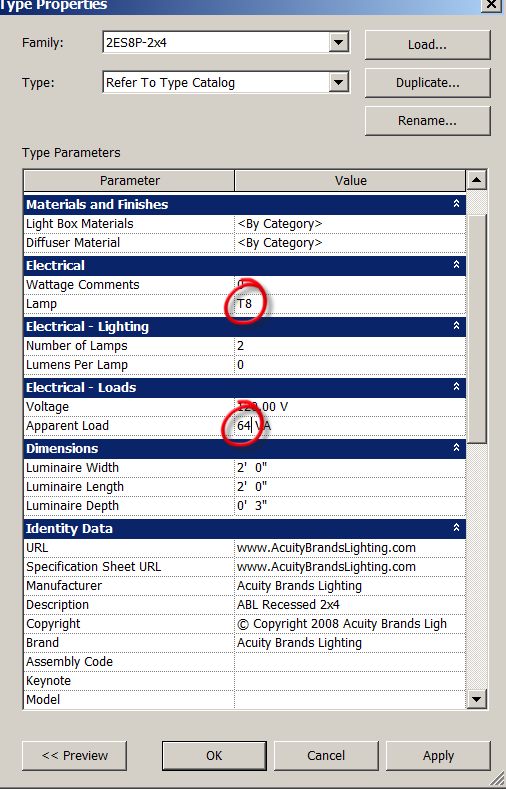 Type Properties
Family: 2ES8P-2x4 Load...
Type: Refer To Type Catalog Duplicate...
Rename...
Type Parameters
Parameter Value
Materials and Finishes
Light Box Materials <By Category>
Diffuser Material <By Category>
Electrical
Wattage Comments
Lamp T8
Electrical - Lighting
Number of Lamps 2
Lumens Per Lamp 0
Electrical - Loads
Voltage 120.00 V
Apparent Load 64 VA
Dimensions
Luminaire Width 2' 0"
Luminaire Length 2' 0"
Luminaire Depth 0' 3"
Identity Data
URL www.AcuityBrandsLighting.com
Specification Sheet URL www.AcuityBrandsLighting.com
Manufacturer Acuity Brands Lighting
Description ABL Recessed 2x4
Copyright © Copyright 2008 Acuity Brands Ligh
Brand Acuity Brands Lighting
Assembly Code
Keynote
Model
<< Preview OK Cancel Apply